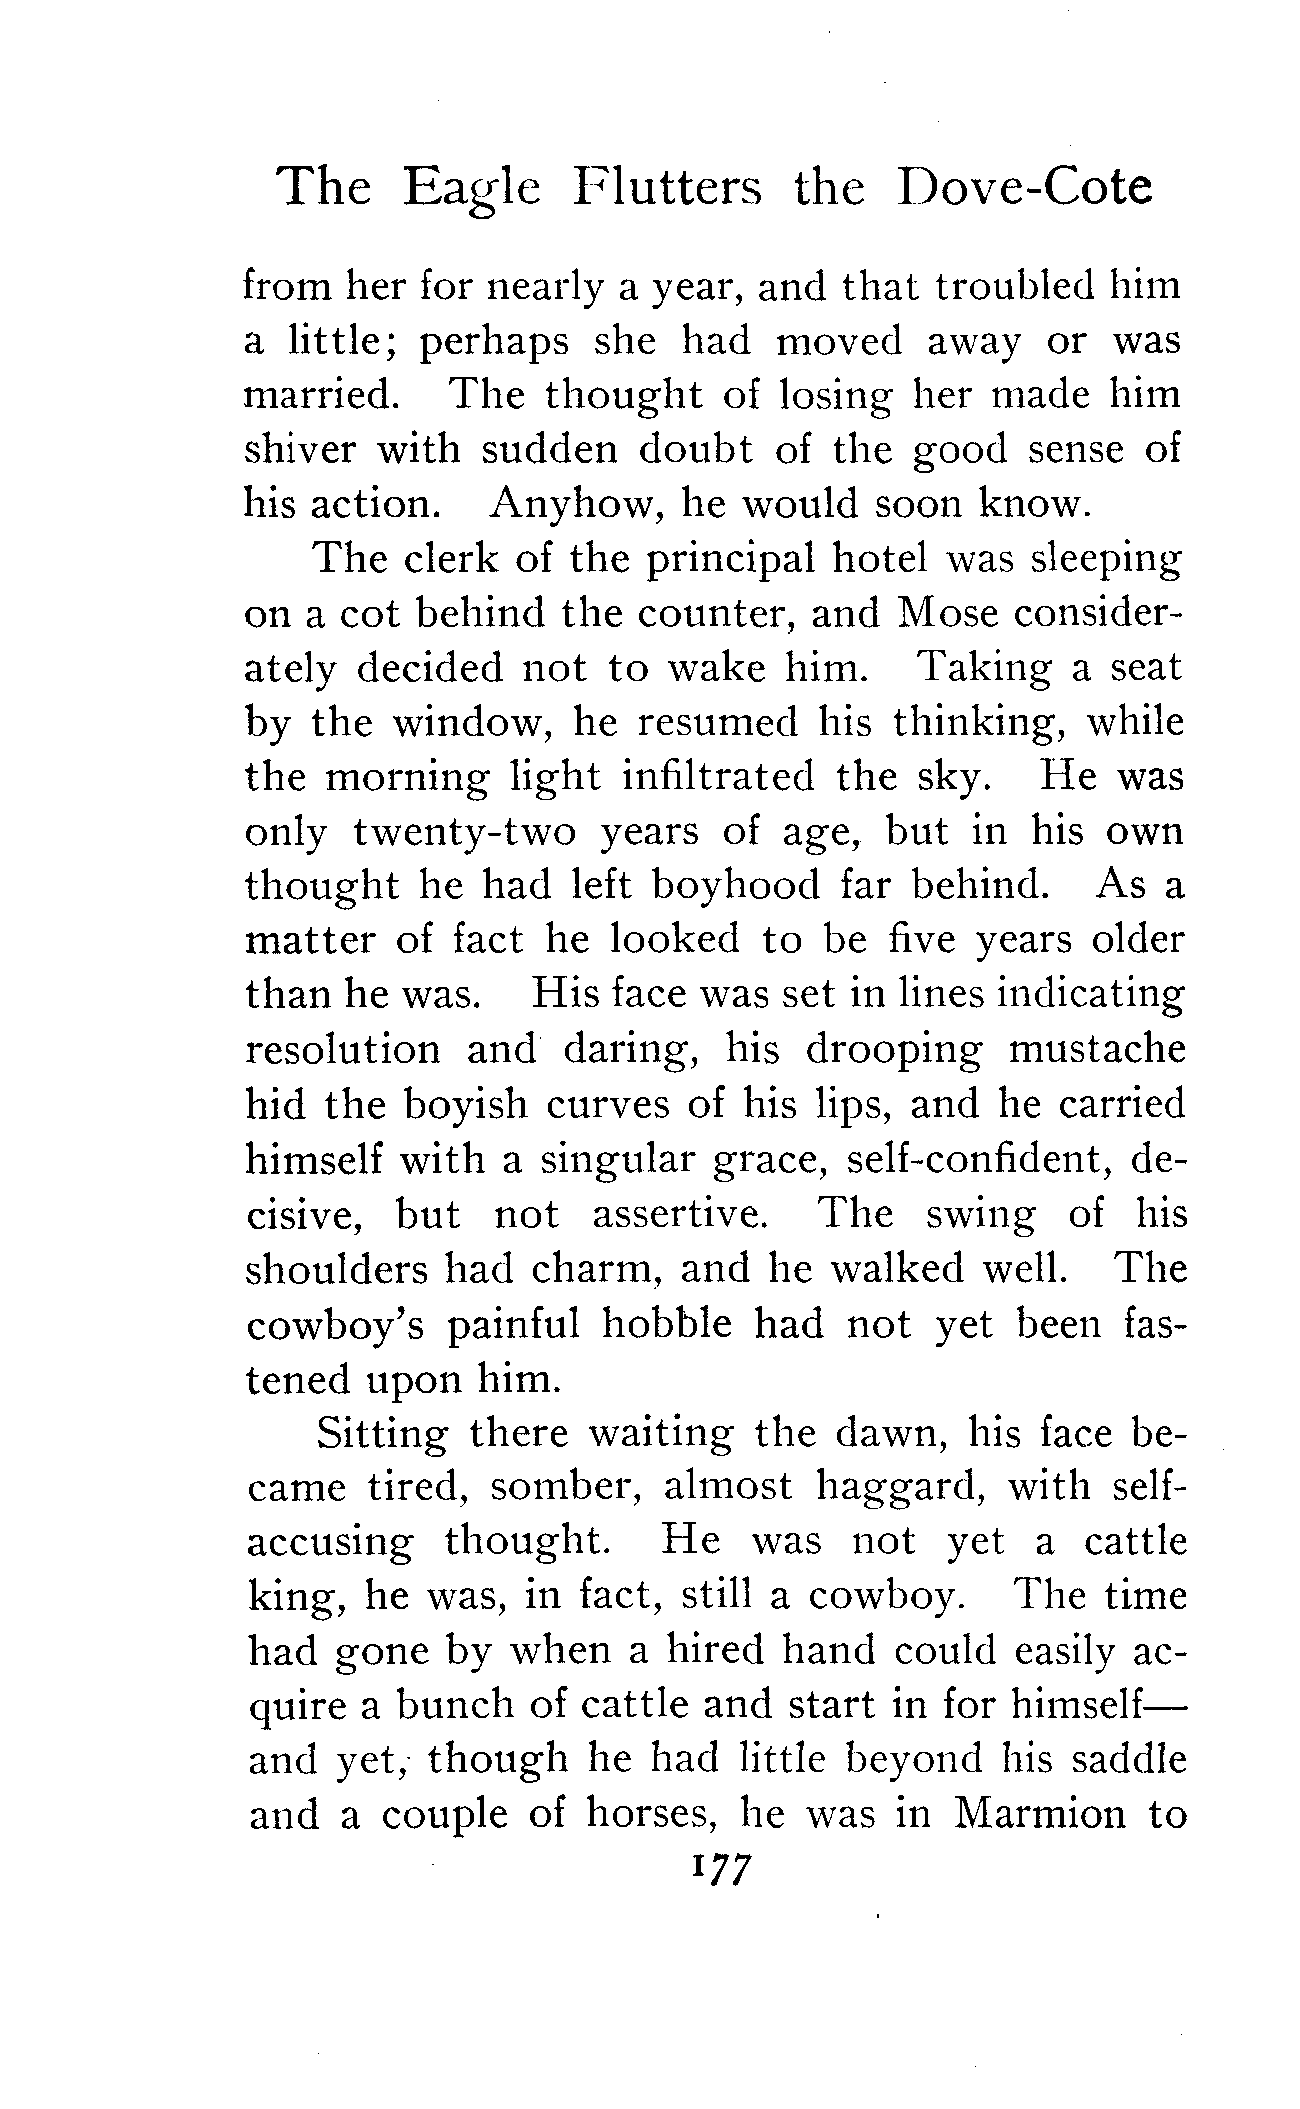 The Eagle Flutters the Dove-Cote
from her for nearly a year, and that troubled him
a little; perhaps she had moved away or was
married. The thought of losing her made him
shiver with sudden doubt of the good sense of
his action. Anyhow, he would soon know.
The clerk of the principal hotel was sleeping
on a cot behind the counter, and Mose consider-
ately decided not to wake him. Taking a seat
by the window, he resumed his thinking, while
the morning light infiltrated the sky. He was
only twenty-two years of age, but in his own
thought he had left boyhood far behind. As a
matter of fact he looked to be five years older
than he was. His face was set in lines indicating
resolution and daring, his drooping mustache
hid the boyish curves of his lips, and he carried
himself with a singular grace, self-confident, de-
cisive, but not assertive. The swing of his
shoulders had charm, and he walked well. The
cowboy's painful hobble had not yet been fas-
tened upon him.
Sitting there waiting the dawn, his face be-
came tired, somber, almost haggard, with self-
accusing thought. He was not yet a cattle
king, he was, in fact, still a cowboy. The time
had gone by when a hired hand could easily ac-
quire a bunch of cattle and start in for himself—
and yet, though he had little beyond his saddle
and a couple of horses, he was in Marmion to
177